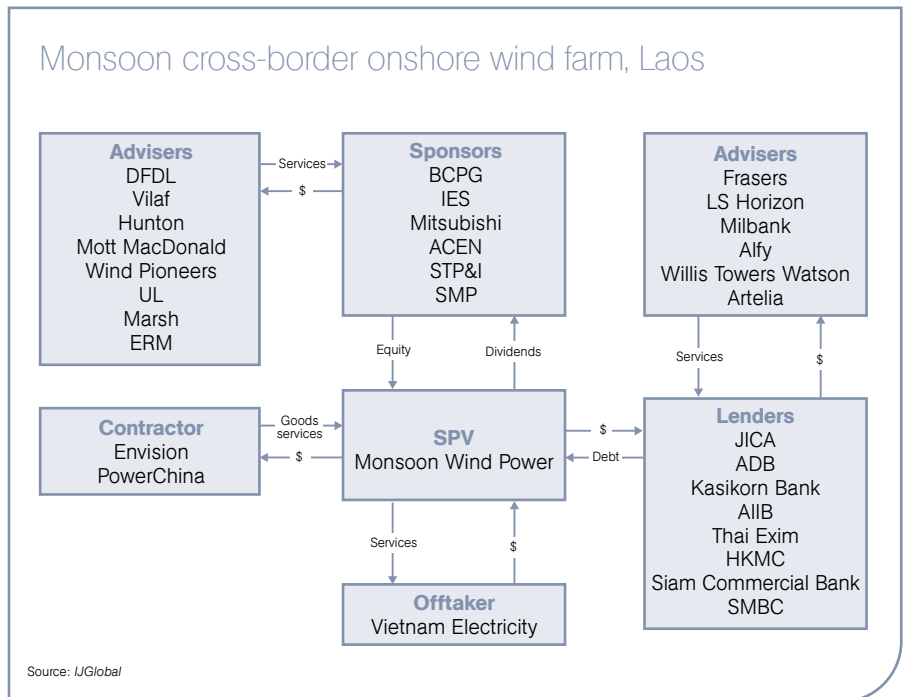 Monsoon cross-border onshore wind farm, Laos
Advisers
DFDL
Vilaf
Hunton
Mott MacDonald
Wind Pioneers
UL
Marsh
ERM
Services
$
Sponsors
BCPG
IES
Mitsubishi
ACEN
STP&I
SMP
Advisers
Frasers
LS Horizon
Milbank
Alfy
Willis Towers Watson
Artelia
Equity
Dividends
Services
$
Contractor
Envision
PowerChina
Goods
services
$
SPV
Monsoon Wind Power
$
Debt
Lenders
JICA
ADB
Kasikorn Bank
AIIB
Thai Exim
HKMC
Siam Commercial Bank
SMBC
Services
$
Offtaker
Vietnam Electricity
Source: IJGlobal